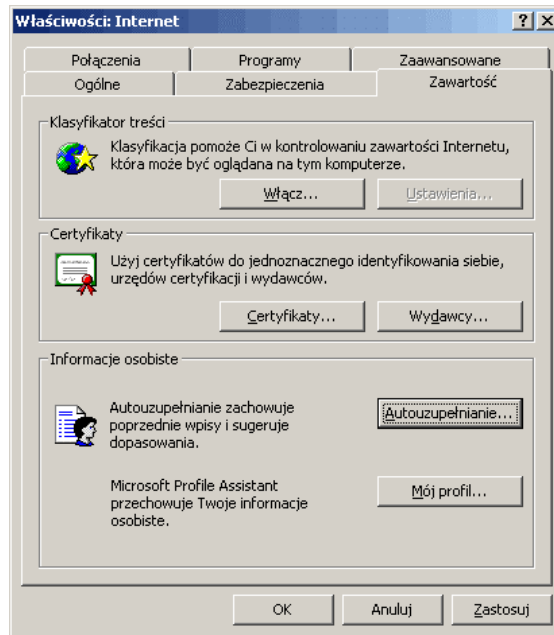 Właściwości: Internet
Połączenia Programy Zaawansowane
Ogólne Zabezpieczenia Zawartość
Klasyfikator treści
Klasyfikacja pomoże Ci w kontrolowaniu zawartości Internetu,
która może być oglądana na tym komputerze.
Włącz... Ustawienia...
Certyfikaty
Użyj certyfikatów do jednoznacznego identyfikowania siebie,
urzędów certyfikacji i wydawców.
Certyfikaty... Wydawcy...
Informacje osobiste
Autouzupełnianie zachowuje
poprzednie wpisy i sugeruje
dopasowania.
Autouzupełnianie...
Microsoft Profile Assistant
przechowuje Twoje informacje
osobiste.
Mój profil...
OK Anuluj Zastosuj